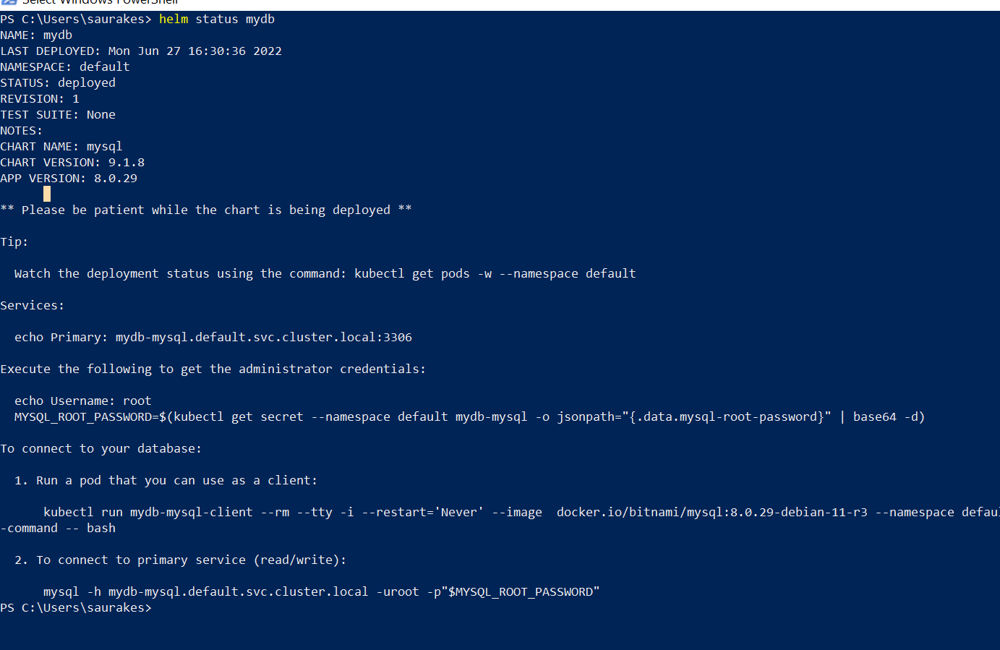 Select Windows PowerShell
PS C:\Users\saurakes> helm status mydb
NAME: mydb
LAST DEPLOYED: Mon Jun 27 16:30:36 2022
NAMESPACE: default
STATUS: deployed
REVISION: 1
TEST SUITE: None
NOTES:
CHART NAME: mysql
CHART VERSION: 9.1.8
APP VERSION: 8.0.29
** Please be patient while the chart is being deployed **
Tip:
Watch the deployment status using the command: kubectl get pods -w --namespace default
Services:
echo Primary: mydb-mysql.default.svc.cluster.local:3306
Execute the following to get the administrator credentials:
echo Username: root
MYSQL_ROOT_PASSWORD=$(kubectl get secret --namespace default mydb-mysql -o jsonpath="{.data.mysql-root-password}" | base64 -d)
To connect to your database:
1. Run a pod that you can use as a client:
kubectl run mydb-mysql-client --rm --tty -i --restart='Never' --image  docker.io/bitnami/mysql:8.0.29-debian-11-r3 --namespace defaul
-command -- bash
2. To connect to primary service (read/write):
mysql -h mydb-mysql.default.svc.cluster.local -uroot -p"$MYSQL_ROOT_PASSWORD"
PS C:\Users\saurakes>